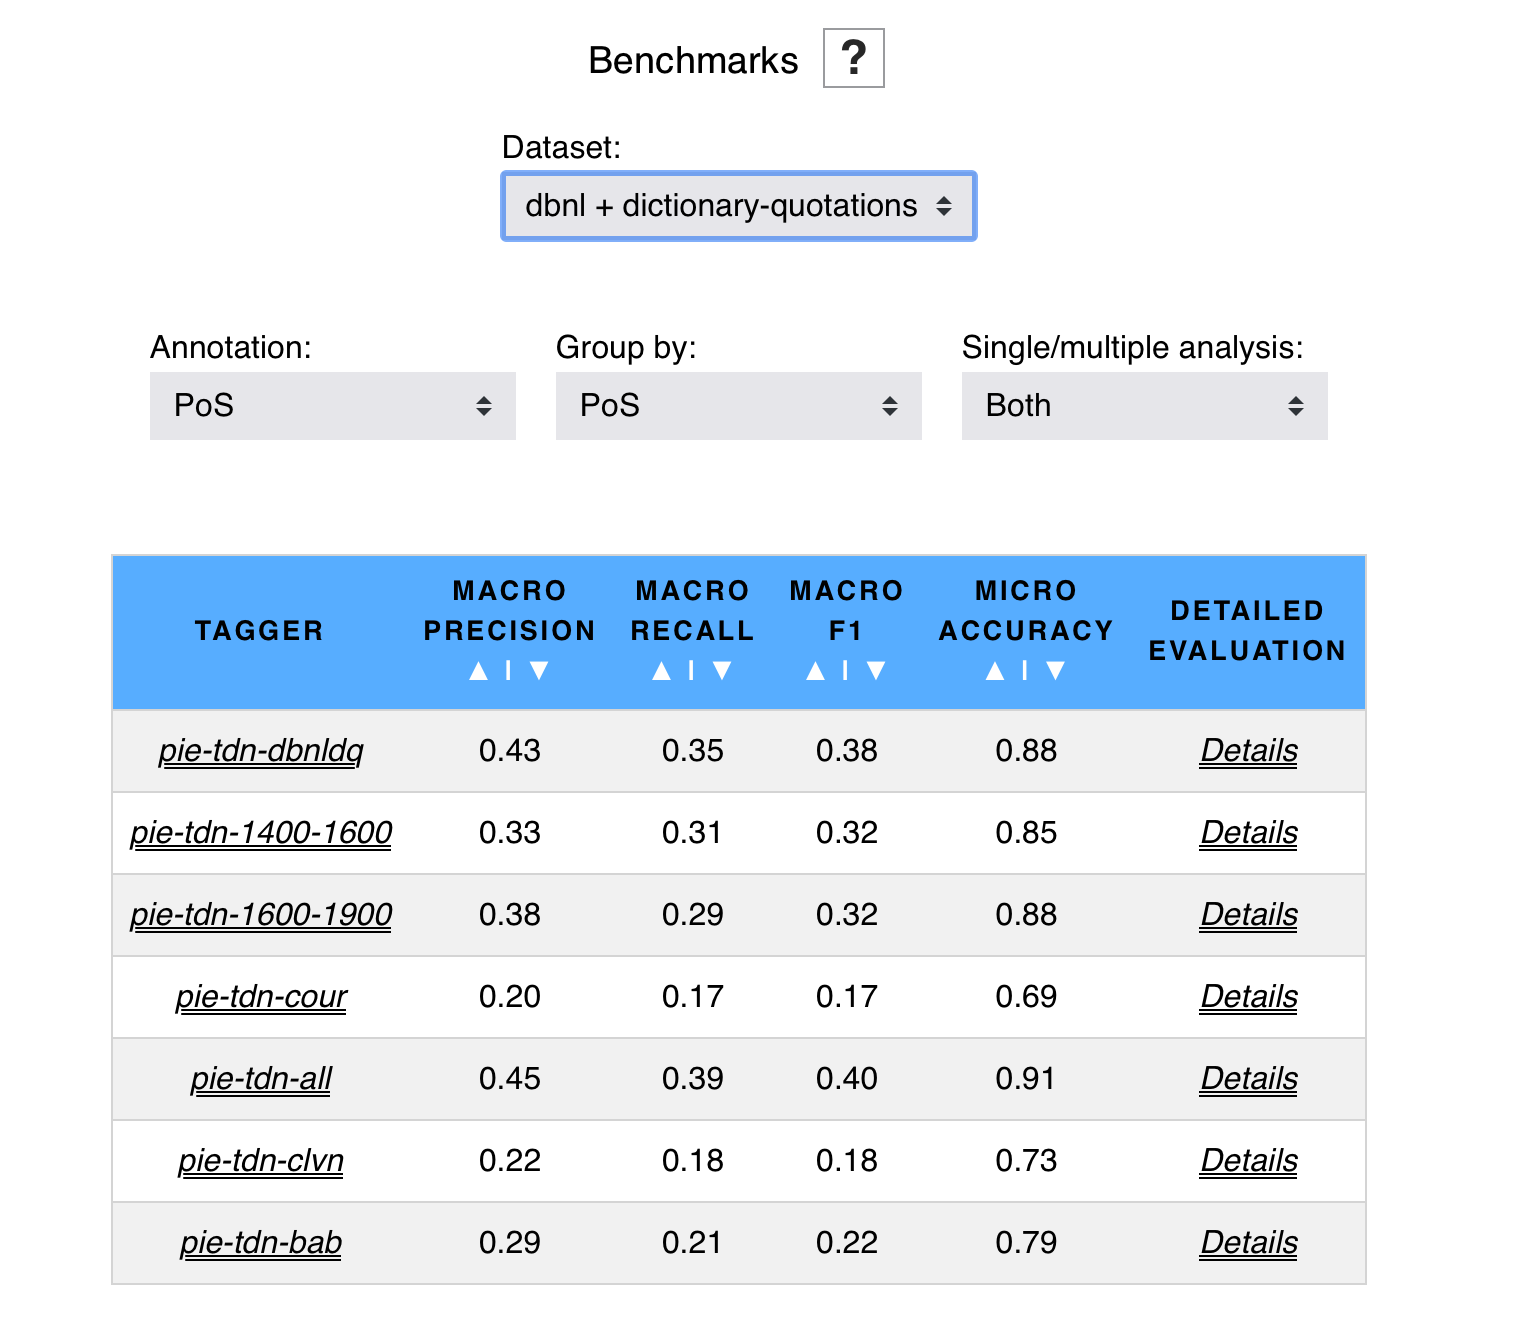 Benchmarks ?
Dataset:
dbnl + dictionary-quotations
Annotation: Group by: Single/multiple analysis:
PoS PoS Both
TAGGER MACRO PRECISION ▲ | ▼ MACRO RECALL ▲ | ▼ MACRO F1 ▲ | ▼ MICRO ACCURACY ▲ | ▼ DETAILED EVALUATION
pie-tdn-dbnldq 0.43 0.35 0.38 0.88 Details
pie-tdn-1400-1600 0.33 0.31 0.32 0.85 Details
pie-tdn-1600-1900 0.38 0.29 0.32 0.88 Details
pie-tdn-cour 0.20 0.17 0.17 0.69 Details
pie-tdn-all 0.45 0.39 0.40 0.91 Details
pie-tdn-clvn 0.22 0.18 0.18 0.73 Details
pie-tdn-bab 0.29 0.21 0.22 0.79 Details